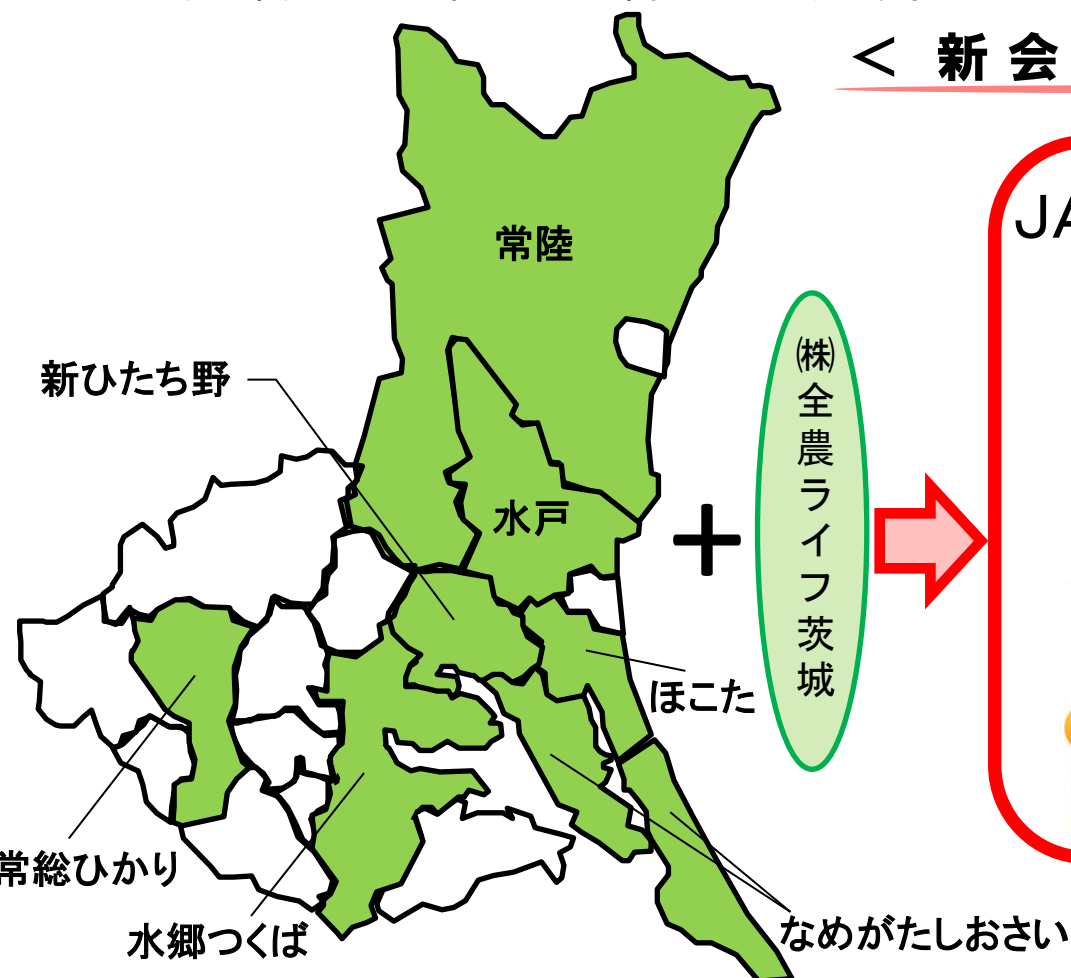 ＜ 新 会
JA
常陸
新ひたち野
水戸
＋
㈱全農ライフ茨城
ほこた
常総ひかり
水郷つくば
なめがたしおさい